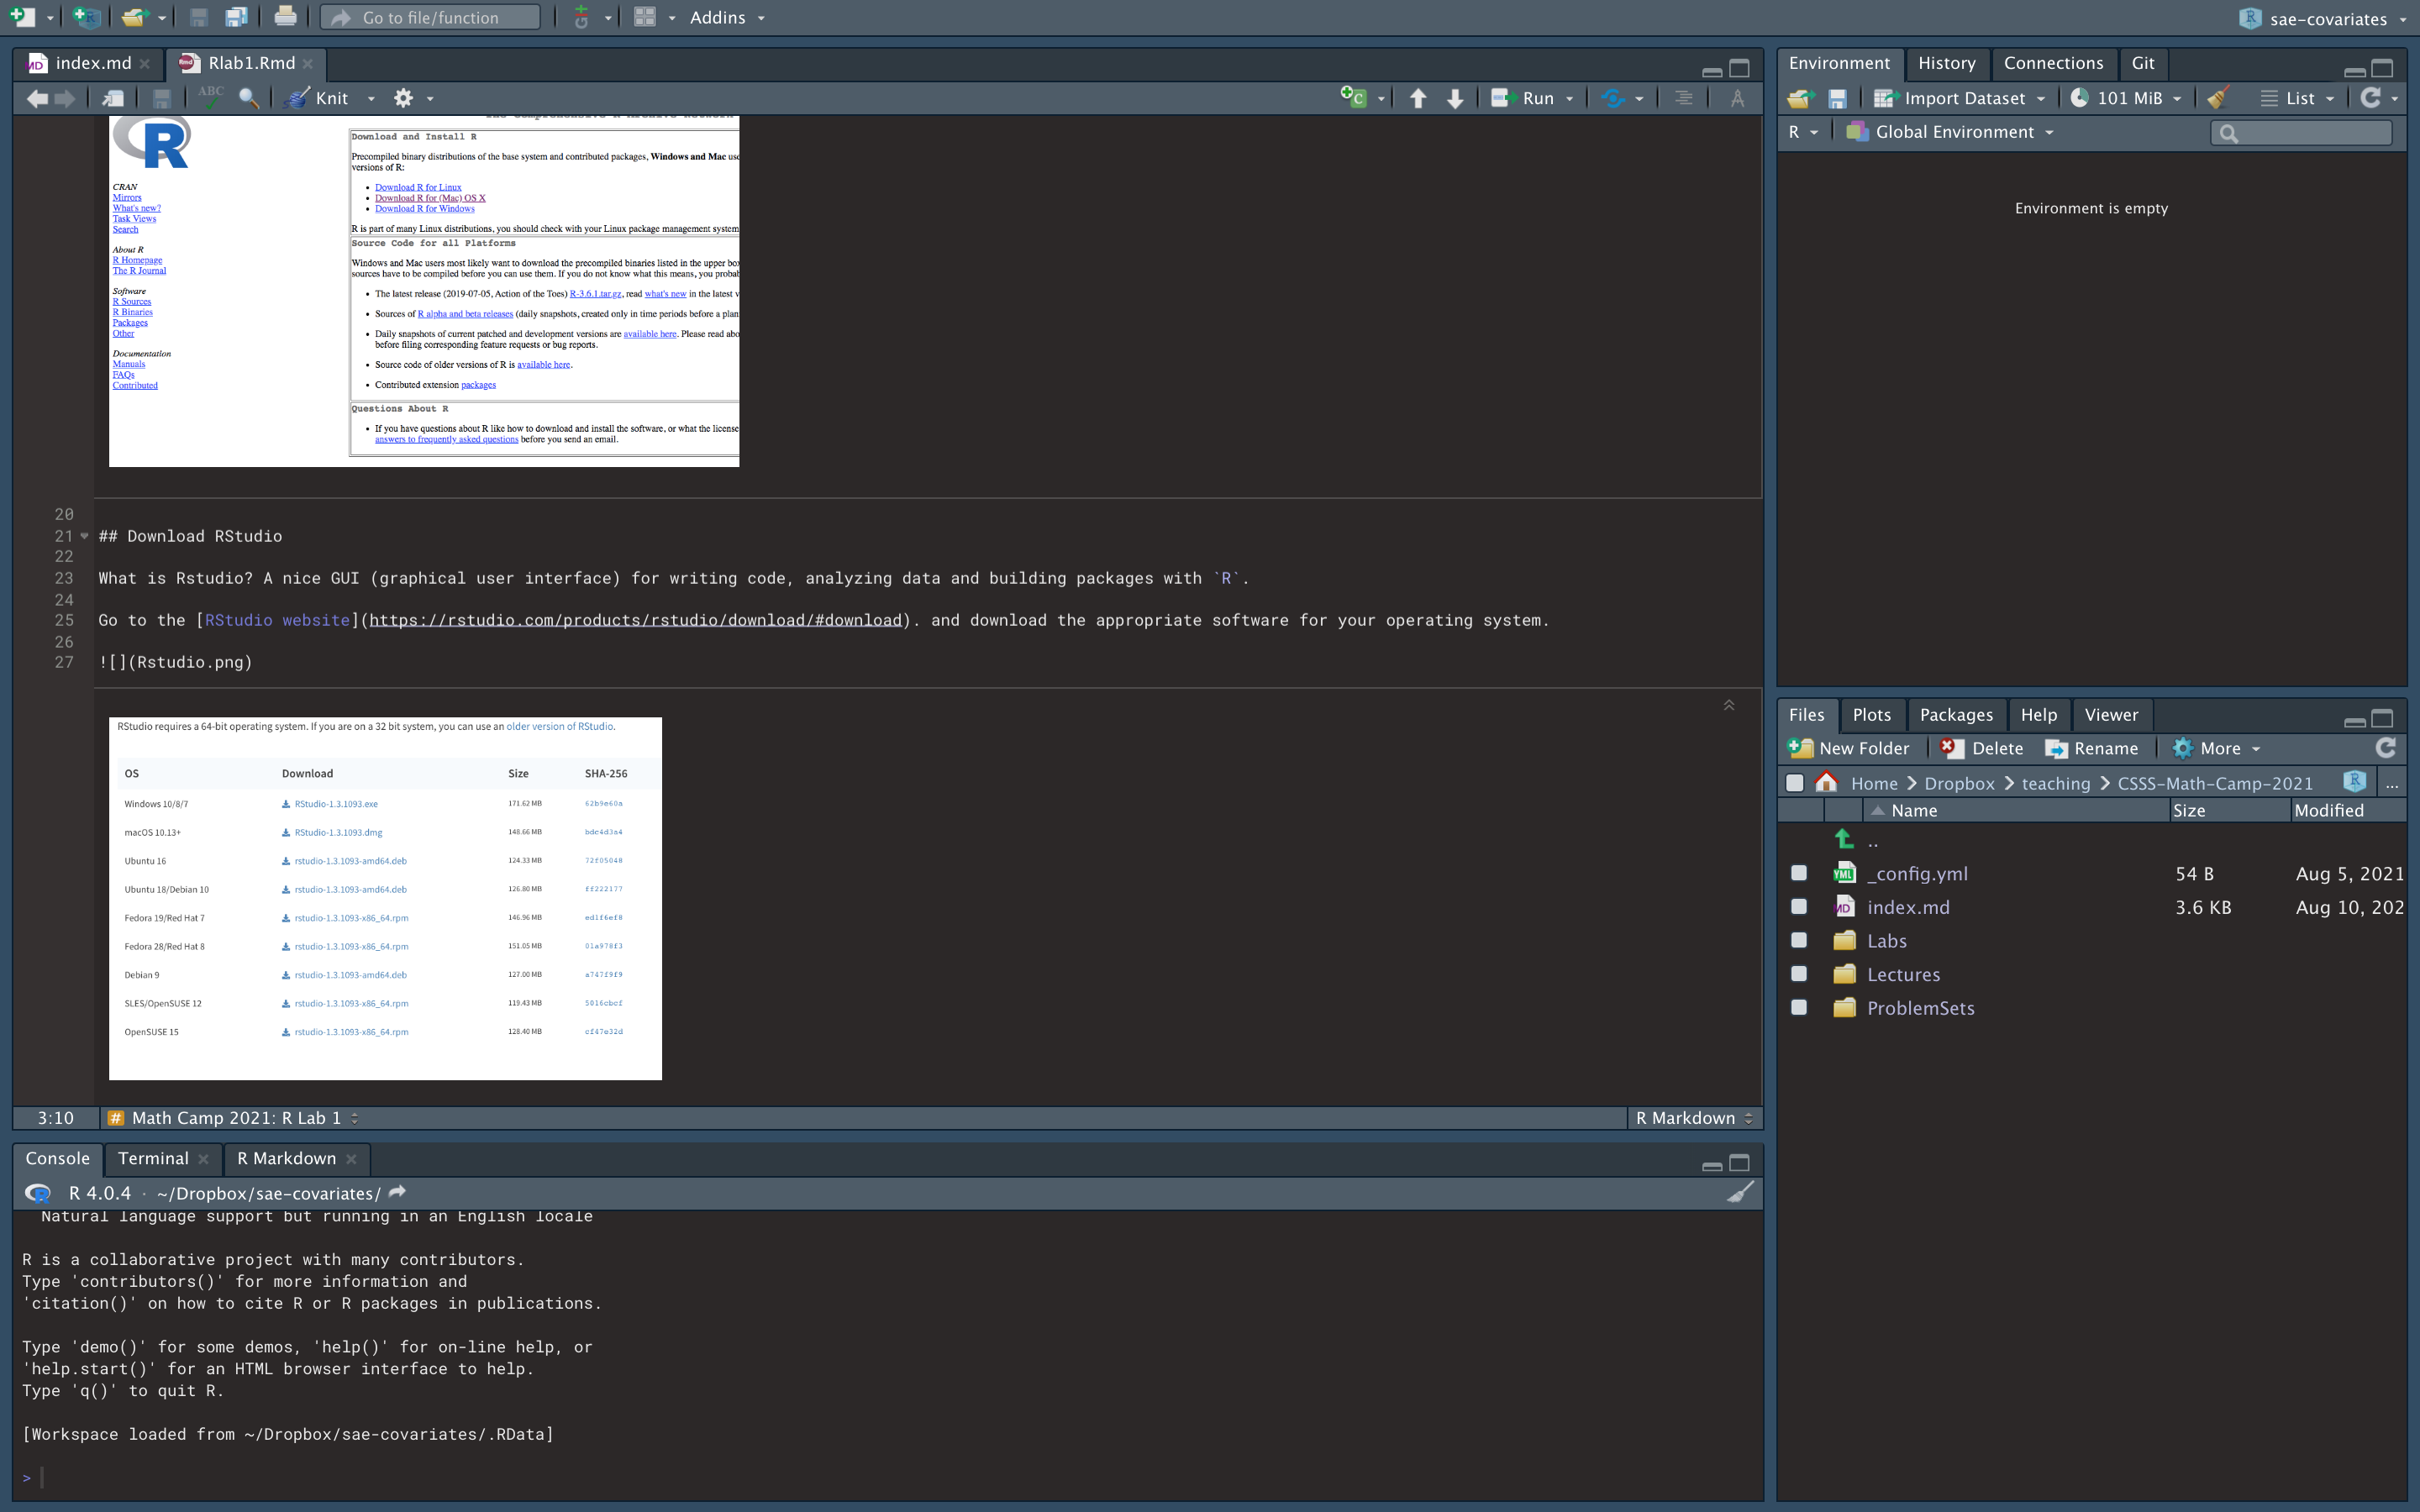 Go to file/function
Addins
sae-covariates
index.md
Rlab1.Rmd
ABC
Knit
Run
CRAN
Mirrors
What's new?
Task Views
Search
About R
R Homepage
The R Journal
Software
R Sources
R Binaries
Packages
Other
Documentation
Manuals
FAQs
Contributed
Download and Install R
Precompiled binary distributions of the base system and contributed packages, Windows and Mac
versions of R:
Download R for Linux
Download R for (Mac) OS X
Download R for Windows
R is part of many Linux distributions, you should check with your Linux package management system
Source Code for all Platforms
Windows and Mac users most likely want to download the precompiled binaries listed in the upper
sources have to be compiled before you can use them. If you do not know what this means, you
The latest release (2019-07-05, Action of the Toes) R-3.6.1.tar.gz, read what's new in the latest
Sources of R alpha and beta releases (daily snapshots, created only in time periods before a
Daily snapshots of current patched and development versions are available here. Please read
before filing corresponding feature requests or bug reports.
Source code of older versions of R is available here.
Contributed extension packages
Questions About R
If you have questions about R like how to download and install the software, or what the license
answers to frequently asked questions before you send an email.
20
21 ## Download RStudio
22
23 What is Rstudio? A nice GUI (graphical user interface) for writing code, analyzing data and building packages with `R`.
24
25 Go to the [RStudio website](https://rstudio.com/products/rstudio/download/#download). and download the appropriate software for your operating system.
26
27 ![](Rstudio.png)
RStudio requires a 64-bit operating system. If you are on a 32 bit system, you can use an older version of RStudio.
OS Download Size SHA-256
Windows 10/8/7 RStudio-1.3.1093.exe 171.62 MB 62b9e60a
macOS 10.13+ RStudio-1.3.1093.dmg 148.66 MB bdc4d3a4
Ubuntu 16 rstudio-1.3.1093-amd64.deb 124.33 MB 72f05048
Ubuntu 18/Debian 10 rstudio-1.3.1093-amd64.deb 126.80 MB ff222177
Fedora 19/Red Hat 7 rstudio-1.3.1093-x86_64.rpm 146.96 MB ed1f6ef8
Fedora 28/Red Hat 8 rstudio-1.3.1093-x86_64.rpm 151.05 MB 01a978f3
Debian 9 rstudio-1.3.1093-amd64.deb 127.00 MB a747f9f9
SLES/OpenSUSE 12 rstudio-1.3.1093-x86_64.rpm 119.43 MB 5016cbcf
OpenSUSE 15 rstudio-1.3.1093-x86_64.rpm 128.40 MB cf47e32d
3:10 # Math Camp 2021: R Lab 1 R Markdown
Console Terminal R Markdown
R 4.0.4 · ~/Dropbox/sae-covariates/
Natural language support but running in an English locale
R is a collaborative project with many contributors.
Type 'contributors()' for more information and
'citation()' on how to cite R or R packages in publications.
Type 'demo()' for some demos, 'help()' for on-line help, or
'help.start()' for an HTML browser interface to help.
Type 'q()' to quit R.
[Workspace loaded from ~/Dropbox/sae-covariates/.RData]
>
Environment History Connections Git
Import Dataset 101 MiB List
R Global Environment
Environment is empty
Files Plots Packages Help Viewer
New Folder Delete Rename More
Home Dropbox teaching CSSS-Math-Camp-2021 ...
Name Size Modified
..
_config.yml 54 B Aug 5, 2021
index.md 3.6 KB Aug 10, 202
Labs
Lectures
ProblemSets